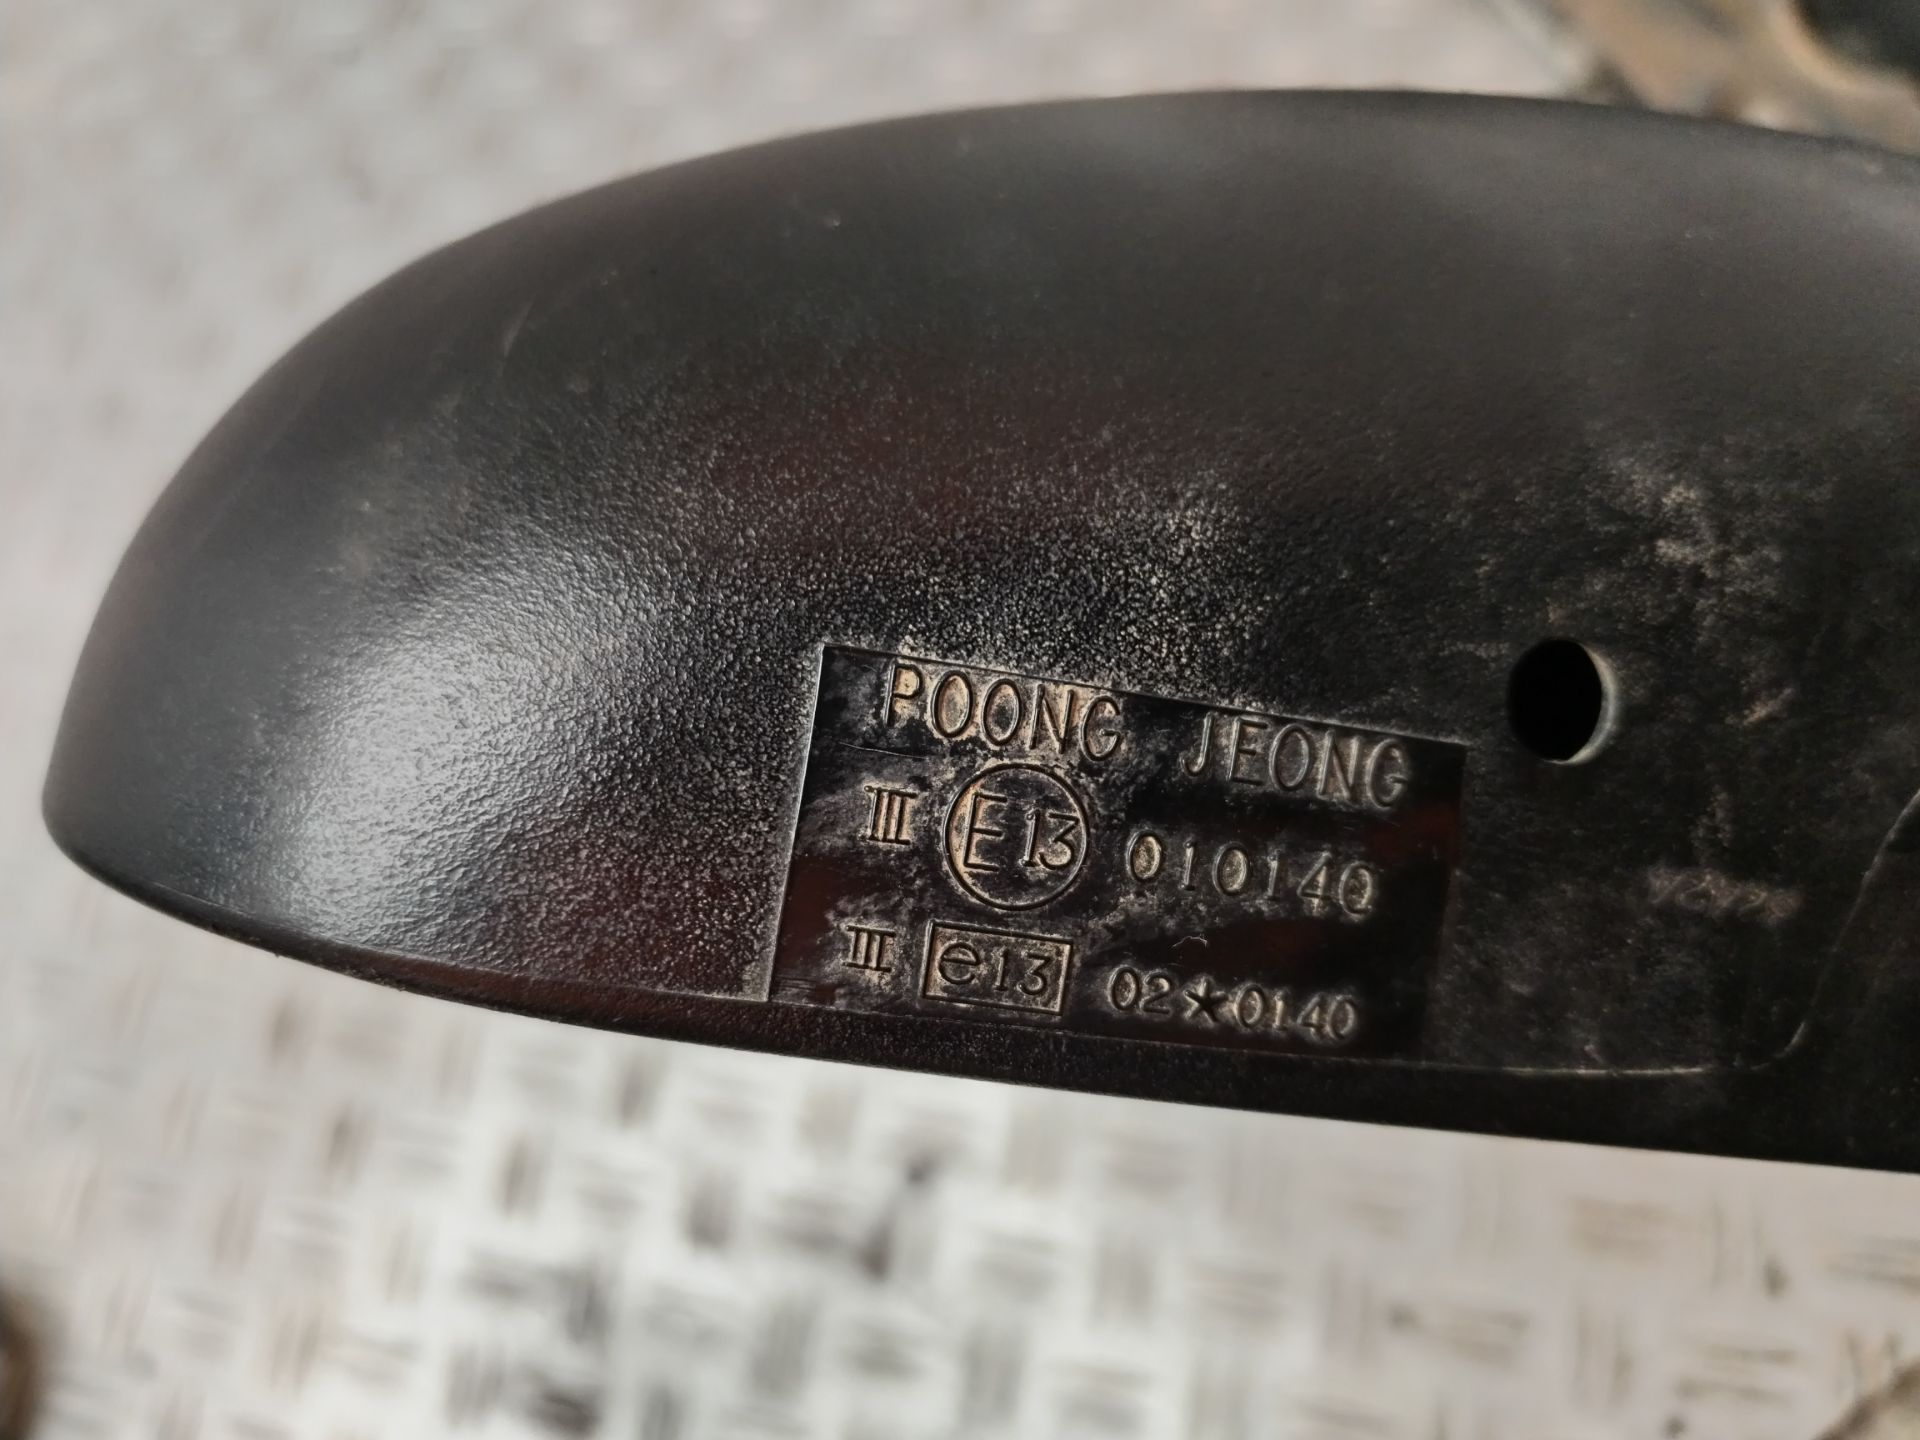 POONG JEONG
III E13 010140
III e13 02★0140